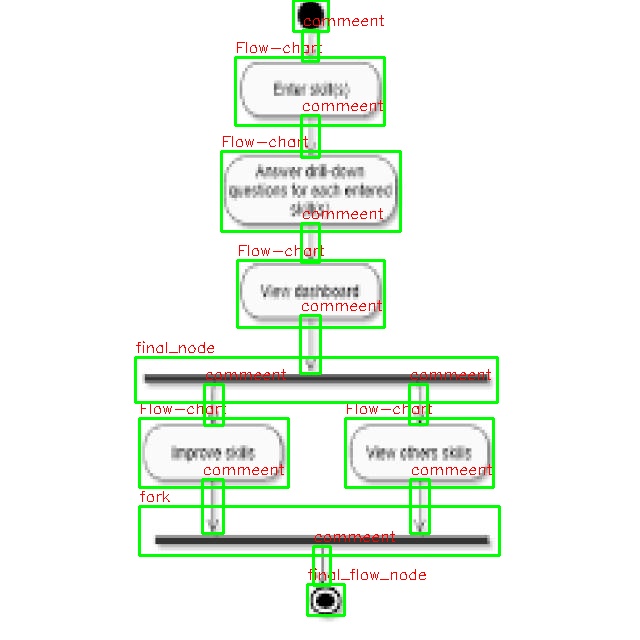 commeent
Flow-chart
Enter skill(s)
commeent
Flow-chart
Answer drill-down
questions for each entered
skill(s)
commeent
Flow-chart
View dashboard
commeent
final_node
commeent commeent
Flow-chart Flow-chart
Improve skills View others skills
commeent commeent
fork
commeent
final_flow_node